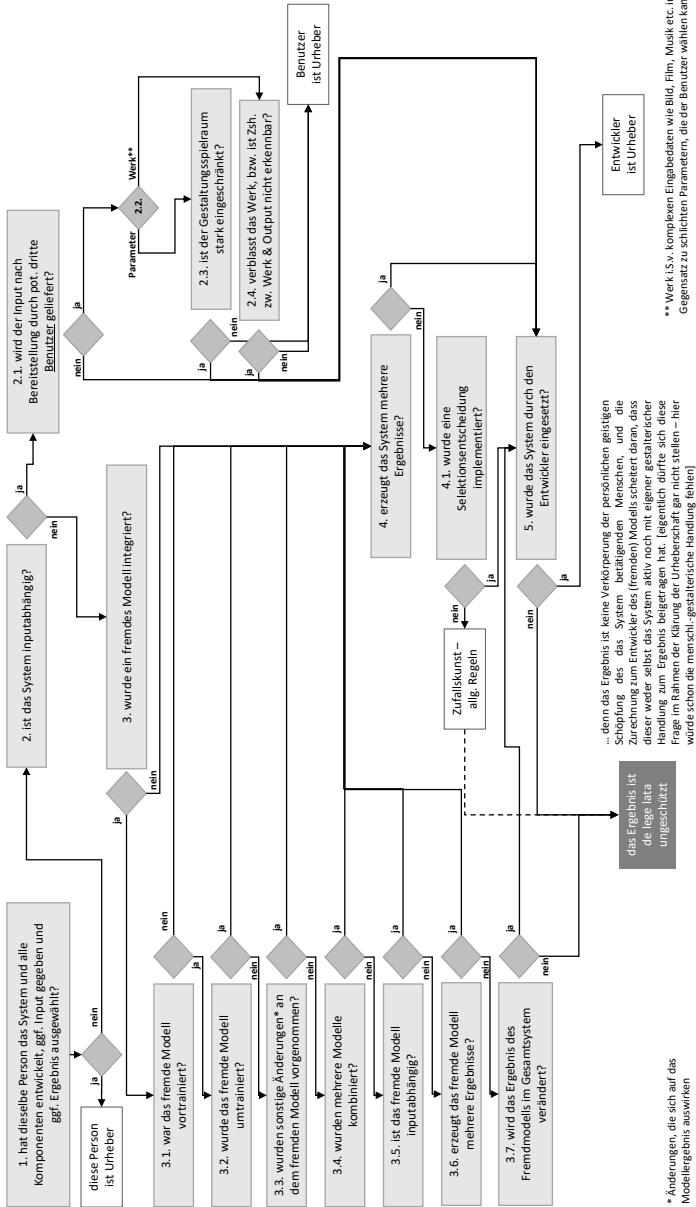 1. hat dieselbe Person das System und alle
Komponenten entwickelt, ggf. Input gegeben und
ggf. Ergebnis ausgewählt?
ja
nein
diese Person
ist Urheber
2. ist das System inputabhängig?
ja
nein
2.1. wird der Input nach
Bereitstellung durch pot. dritte
Benutzer geliefert?
nein
ja
2.2.
Parameter
Werk**
2.3. ist der Gestaltungsspielraum
stark eingeschränkt?
ja
nein
2.4. verblasst das Werk, bzw. ist Zsh.
zw. Werk & Output nicht erkennbar?
ja
nein
Benutzer
ist Urheber
3. wurde ein fremdes Modell integriert?
ja
nein
3.1. war das fremde Modell
vortrainiert?
nein
ja
3.2. wurde das fremde Modell
umtrainiert?
ja
nein
3.3. wurden sonstige Änderungen* an
dem fremden Modell vorgenommen?
ja
nein
3.4. wurden mehrere Modelle
kombiniert?
ja
nein
3.5. ist das fremde Modell
inputabhängig?
ja
nein
3.6. erzeugt das fremde Modell
mehrere Ergebnisse?
ja
nein
3.7. wird das Ergebnis des
Fremdmodells im Gesamtsystem
verändert?
ja
nein
4. erzeugt das System mehrere
Ergebnisse?
ja
nein
4.1. wurde eine
Selektionsentscheidung
implementiert?
nein
ja
Zufallskunst –
allg. Regeln
5. wurde das System durch den
Entwickler eingesetzt?
nein
ja
Entwickler
ist Urheber
das Ergebnis ist
de lege lata
ungeschützt
... denn das Ergebnis ist keine Verkörperung der persönlichen geistigen
Schöpfung des das System betätigenden Menschen, und die
Zurechnung zum Entwickler des (fremden) Modells scheitert daran, dass
dieser weder selbst das System aktiv noch mit eigener gestalterischer
Handlung zum Ergebnis beigetragen hat. [eigentlich dürfte sich diese
Frage im Rahmen der Klärung der Urheberschaft gar nicht stellen – hier
würde schon die menschl.-gestalterische Handlung fehlen]
* Änderungen, die sich auf das
Modellergebnis auswirken
** Werk i.S.v. komplexen Eingabedaten wie Bild, Film, Musik etc.
Gegensatz zu schlichten Parametern, die der Benutzer wählen